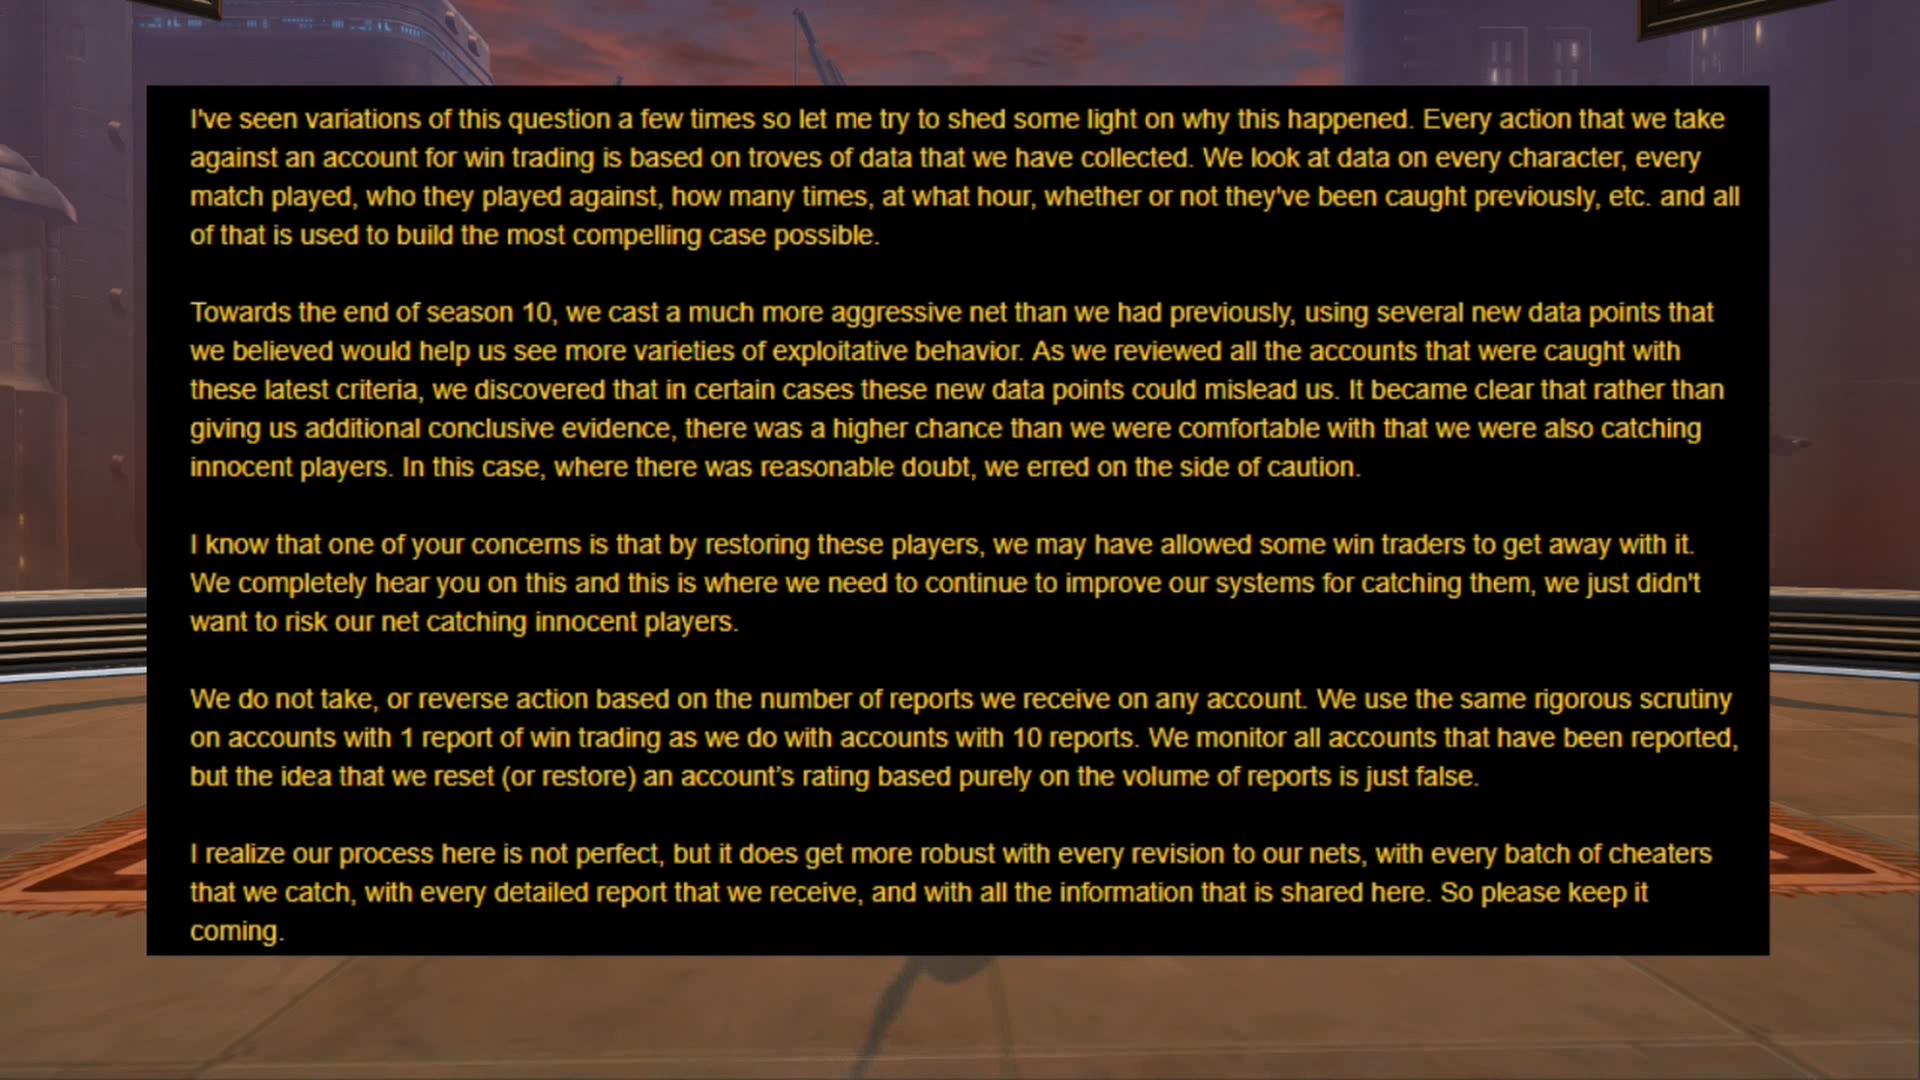 I've seen variations of this question a few times so let me try to shed some light on why this happened. Every action that we take
against an account for win trading is based on troves of data that we have collected. We look at data on every character, every
match played, who they played against, how many times, at what hour, whether or not they've been caught previously, etc. and all
of that is used to build the most compelling case possible.
Towards the end of season 10, we cast a much more aggressive net than we had previously, using several new data points that
we believed would help us see more varieties of exploitative behavior. As we reviewed all the accounts that were caught with
these latest criteria, we discovered that in certain cases these new data points could mislead us. It became clear that rather than
giving us additional conclusive evidence, there was a higher chance than we were comfortable with that we were also catching
innocent players. In this case, where there was reasonable doubt, we erred on the side of caution.
I know that one of your concerns is that by restoring these players, we may have allowed some win traders to get away with it.
We completely hear you on this and this is where we need to continue to improve our systems for catching them, we just didn't
want to risk our net catching innocent players.
We do not take, or reverse action based on the number of reports we receive on any account. We use the same rigorous scrutiny
on accounts with 1 report of win trading as we do with accounts with 10 reports. We monitor all accounts that have been reported,
but the idea that we reset (or restore) an account’s rating based purely on the volume of reports is just false.
I realize our process here is not perfect, but it does get more robust with every revision to our nets, with every batch of cheaters
that we catch, with every detailed report that we receive, and with all the information that is shared here. So please keep it
coming.